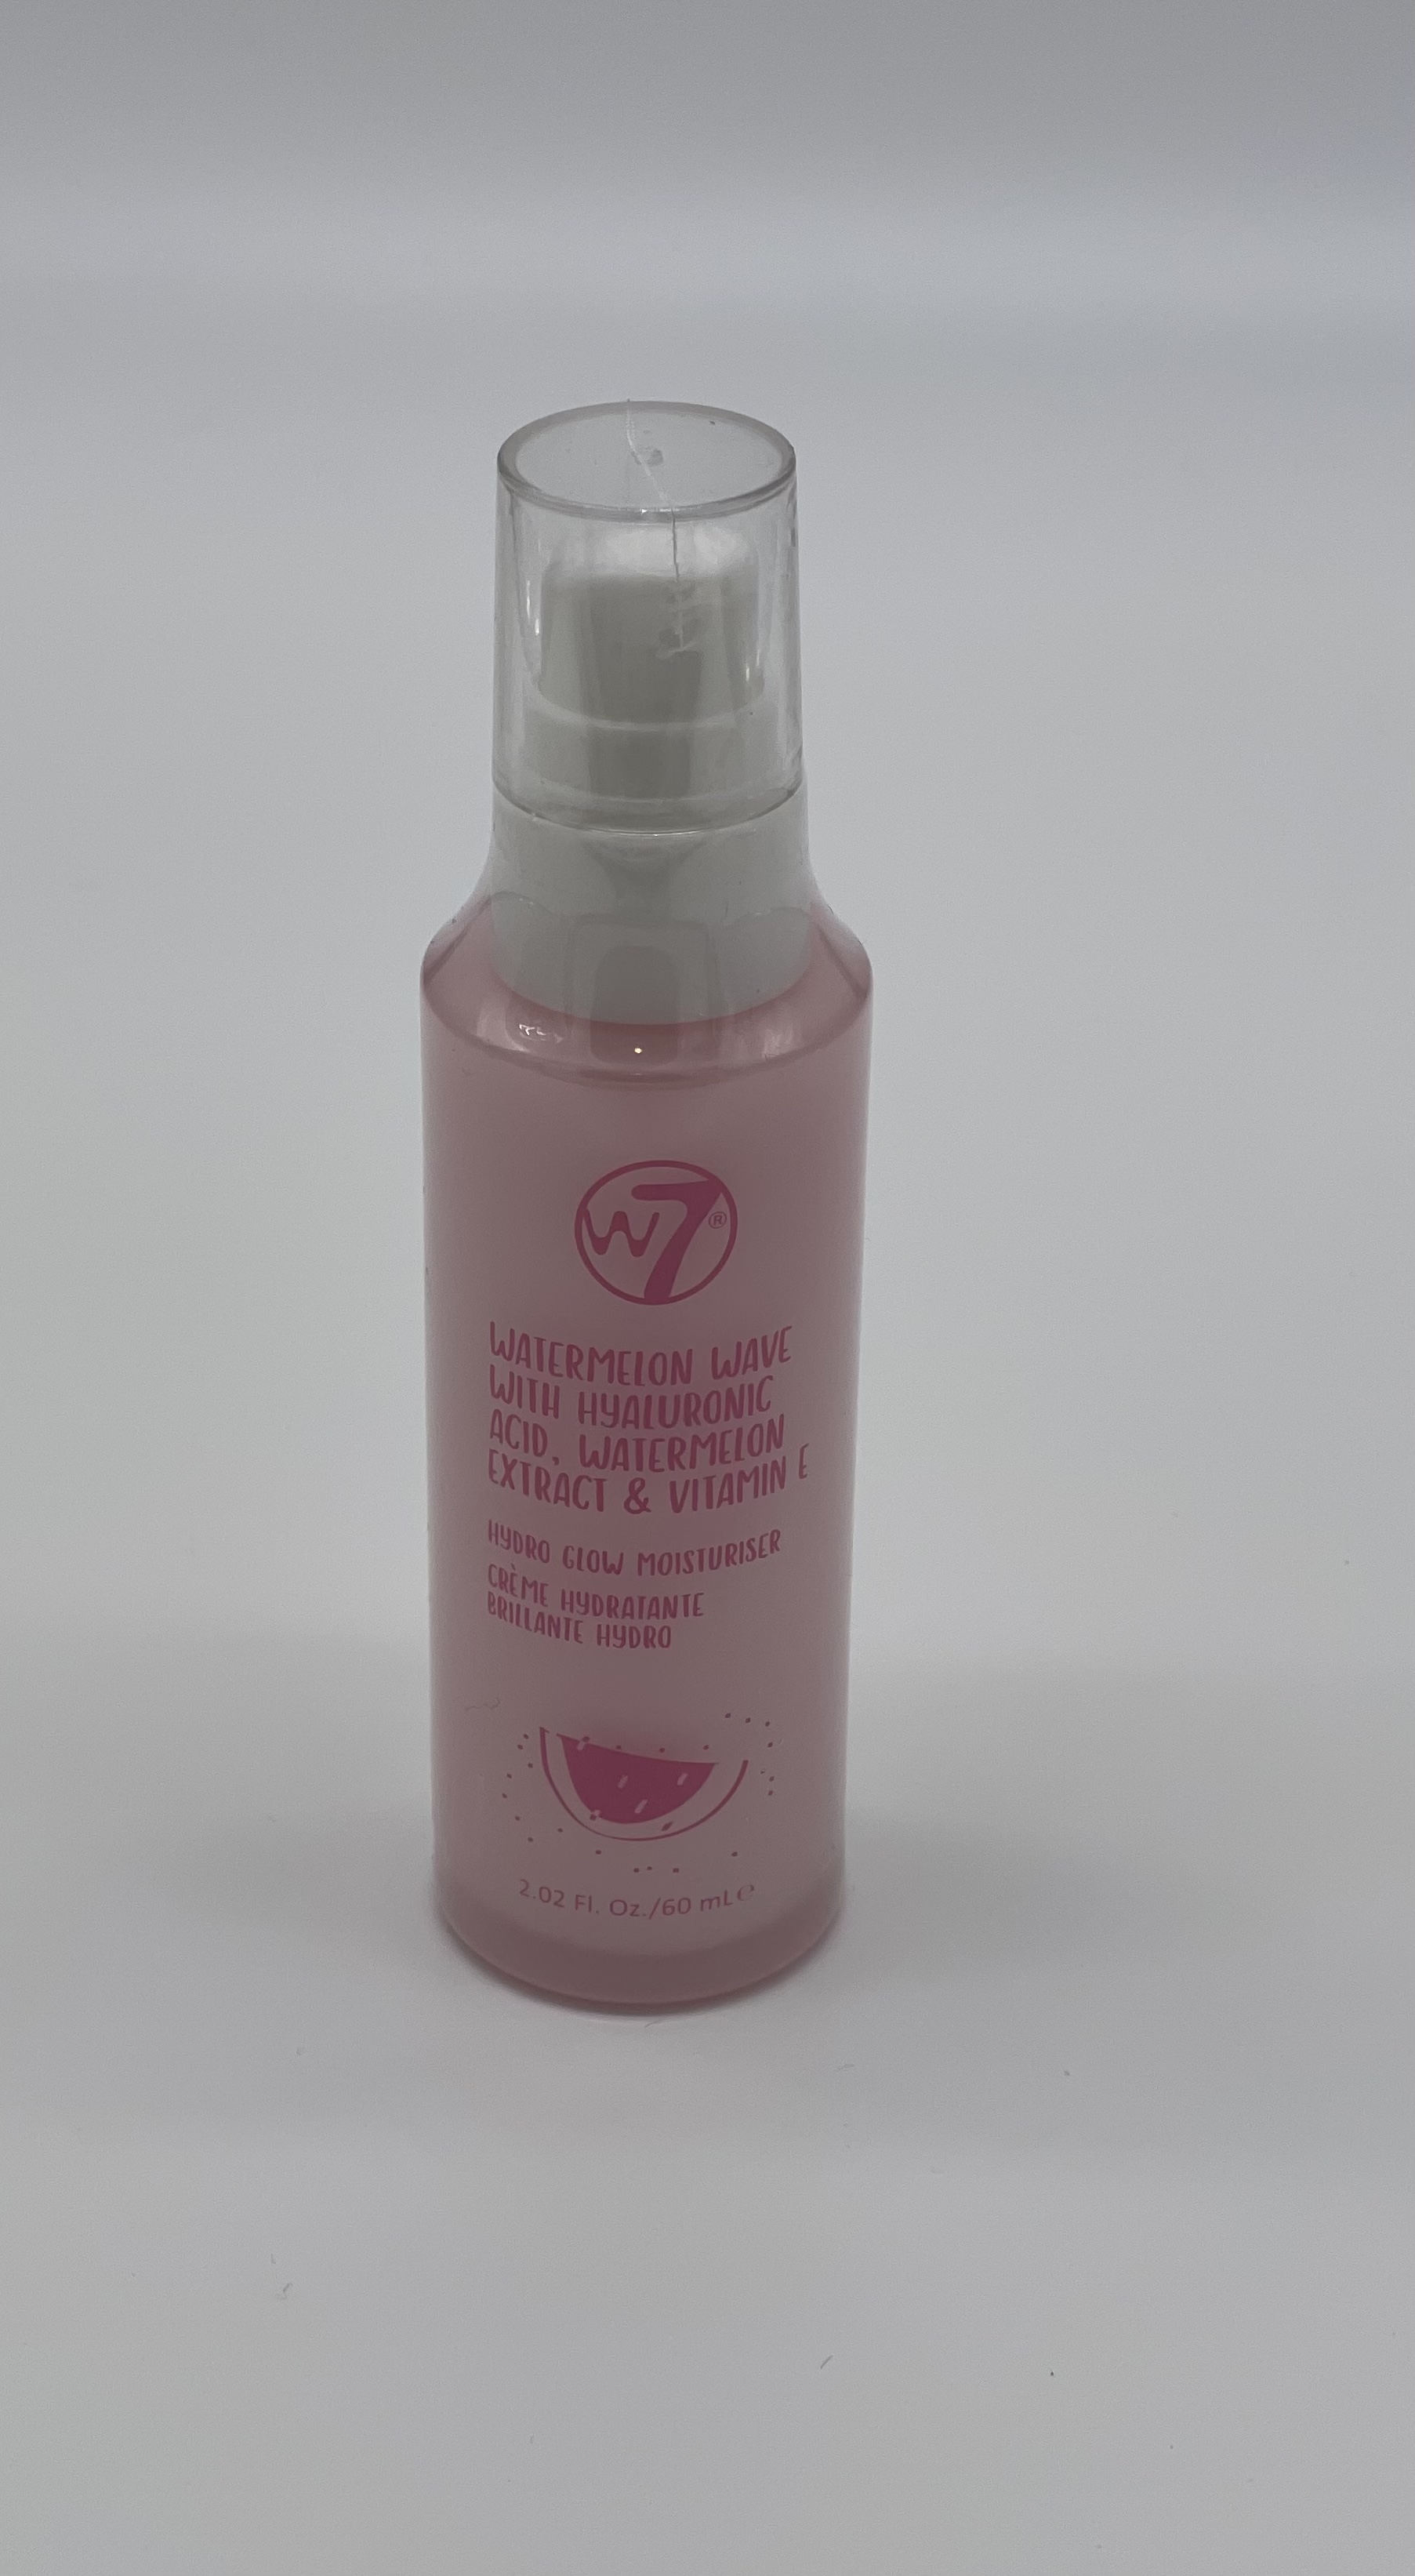 W7®
WATERMELON WAVE
WITH HYALURONIC
ACID, WATERMELON
EXTRACT & VITAMIN E
HYDRO GLOW MOISTURISER
CRÈME HYDRATANTE
BRILLANTE HYDRO
2.02 Fl. Oz./60 mL ℮